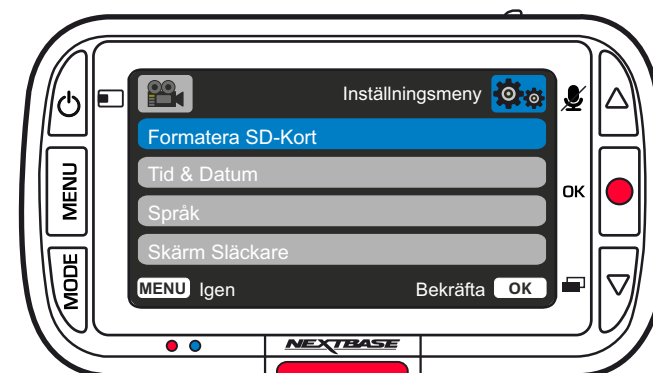 Inställningsmeny
Formatera SD-Kort
Tid & Datum
Språk
Skärm Släckare
MENU Igen
Bekräfta OK
MENU
MODE
OK
NEXTBASE